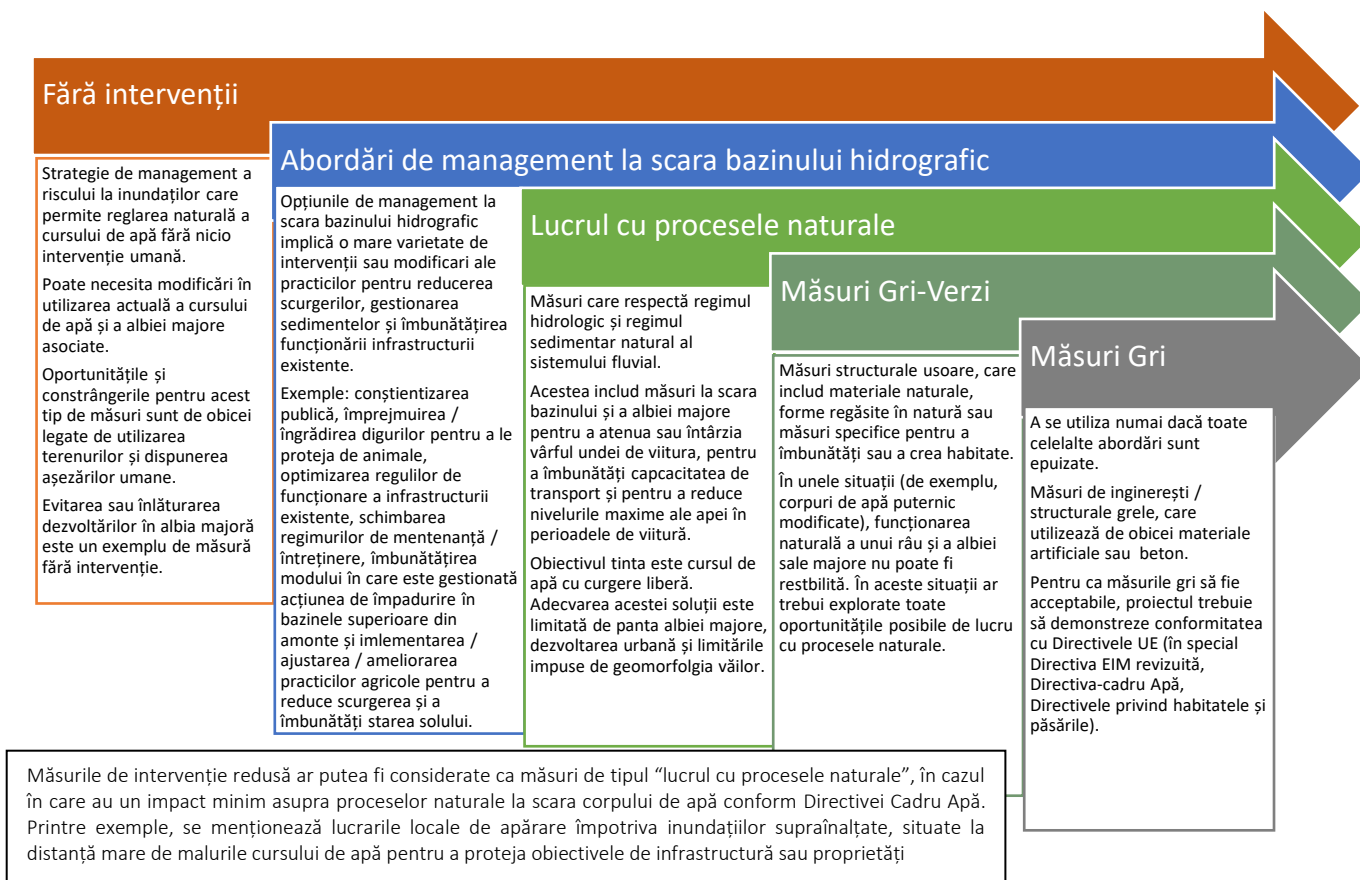 Fără intervenții
Strategie de management a
riscului la inundațiilor care
permite reglarea naturală a
cursului de apă fără nicio
intervenție umană.
Poate necesita modificări în
utilizarea actuală a cursului
de apă și a albiei majore
asociate.
Oportunitățile și
constrângerile pentru acest
tip de măsuri sunt de obicei
legate de utilizarea
terenurilor și dispunerea
așezărilor umane.
Evitarea sau înlăturarea
dezvoltărilor în albia majoră
este un exemplu de măsură
fără intervenție.
Abordări de management la scara bazinului hidrografic
Opțiunile de management la
scara bazinului hidrografic
implică o mare varietate de
intervenții sau modificari ale
practicilor pentru reducerea
scurgerilor, gestionarea
sedimentelor și îmbunătățirea
funcționării infrastructurii
existente.
Exemple: conștientizarea
publică, împrejmuirea /
îngrădirea digurilor pentru a le
proteja de animale,
optimizarea regulilor de
funcționare a infrastructurii
existente, schimbarea
regimurilor de mentenanță /
întreținere, îmbunătățirea
modului în care este gestionată
acțiunea de împadurire în
bazinele superioare din
amonte și imlementarea /
ajustarea / ameliorarea
practicilor agricole pentru a
reduce scurgerea și a
îmbunătăți starea solului.
Lucrul cu procesele naturale
Măsuri care respectă regimul
hidrologic și regimul
sedimentar natural al
sistemului fluvial.
Acestea includ măsuri la scara
bazinului și a albiei majore
pentru a atenua sau întârzia
vârful undei de viitură, pentru
a îmbunătăți capcacitatea de
transport și pentru a reduce
nivelurile maxime ale apei în
perioadele de viitură.
Obiectivul tinta este cursul de
apă cu curgere liberă.
Adecvarea acestei soluții este
limitată de panta albiei majore,
dezvoltarea urbană și limitările
impuse de geomorfolgia văilor.
Măsuri Gri-Verzi
Măsuri structurale usoare, care
includ materiale naturale,
forme regăsite în natură sau
măsuri specifice pentru a
îmbunătăți sau a crea habitate.
În unele situații (de exemplu,
corpuri de apă puternic
modificate), funcționarea
naturală a unui râu și a albiei
sale majore nu poate fi
restbilită. În aceste situații ar
trebui explorate toate
oportunitățile posibile de lucru
cu procesele naturale.
Măsuri Gri
A se utiliza numai dacă toate
celelalte abordări sunt
epuizate.
Măsuri de inginerești /
structurale grele, care
utilizează de obicei materiale
artificiale sau beton.
Pentru ca măsurile gri să fie
acceptabile, proiectul trebuie
să demonstreze conformitatea
cu Directivele UE (în special
Directiva EIM revizuită,
Directiva-cadru Apă,
Directivele privind habitatele și
păsările).
Măsurile de intervenție redusă ar putea fi considerate ca măsuri de tipul “lucrul cu procesele naturale”, în cazul
în care au un impact minim asupra proceselor naturale la scara corpului de apă conform Directivei Cadru Apă.
Printre exemple, se menționează lucrarile locale de apărare împotriva inundațiilor supraînalțate, situate la
distanță mare de malurile cursului de apă pentru a proteja obiectivele de infrastructură sau proprietăți